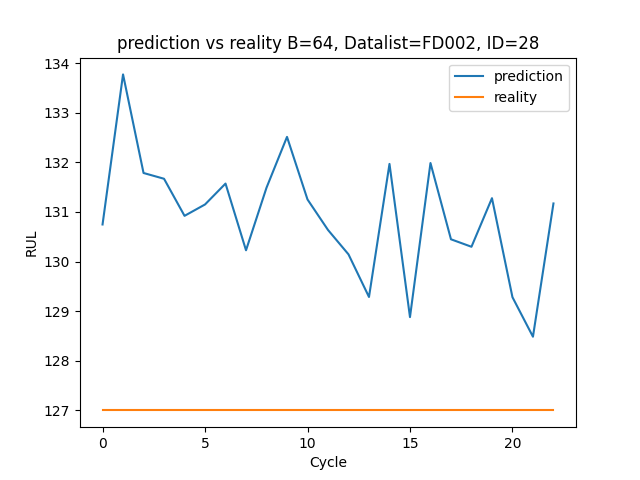 prediction vs reality B=64, Datalist=FD002, ID=28
prediction
reality
134
133
132
131
130
129
128
127
RUL
0 5 10 15 20
Cycle